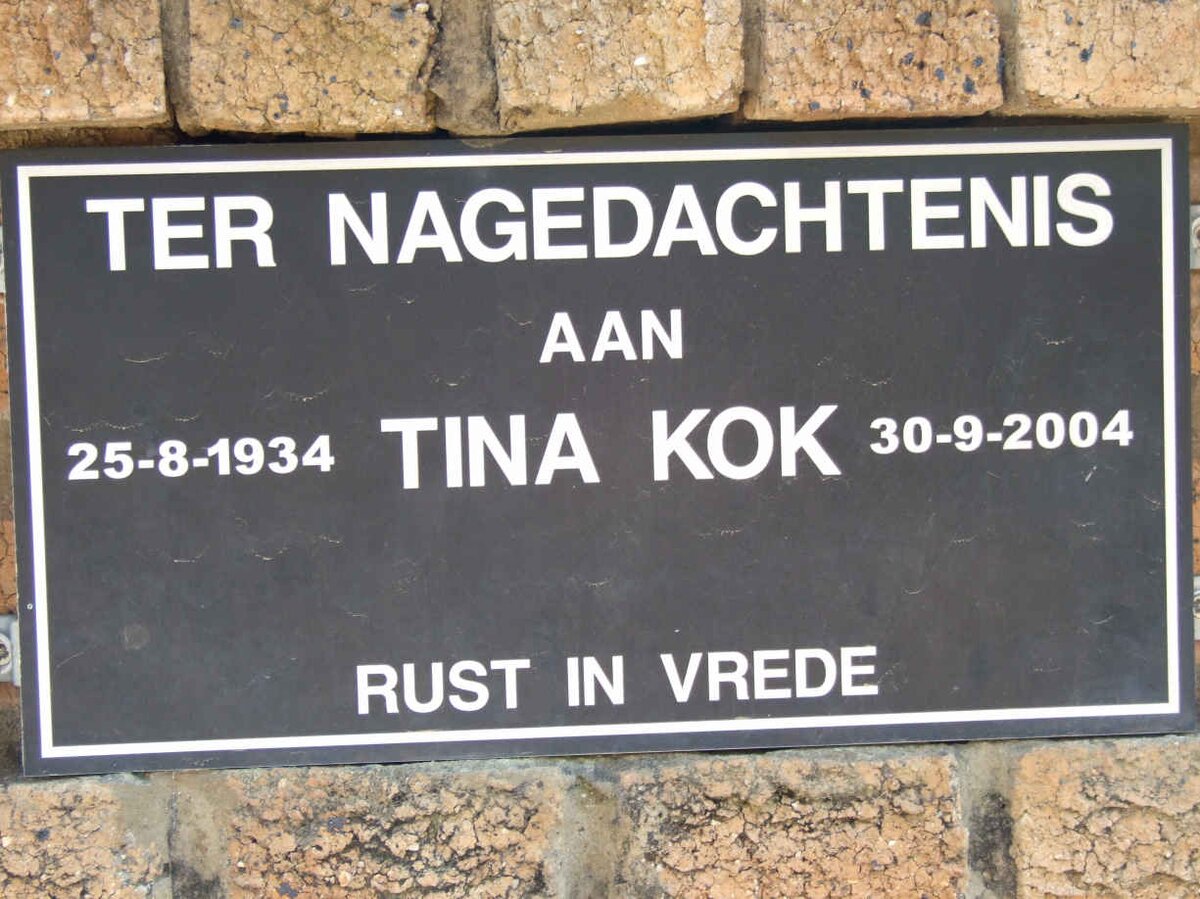 TER NAGEDACHTENIS
AAN
25-8-1934 TINA KOK 30-9-2004
RUST IN VREDE